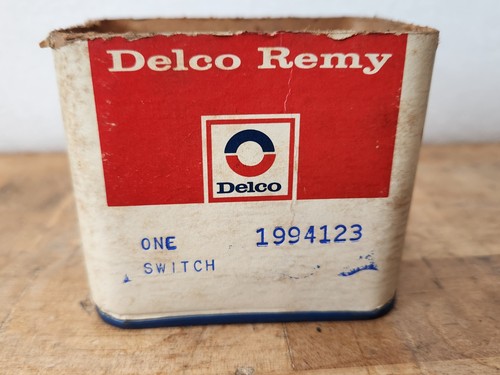 Delco Remy
Delco
ONE 1994123
SWITCH